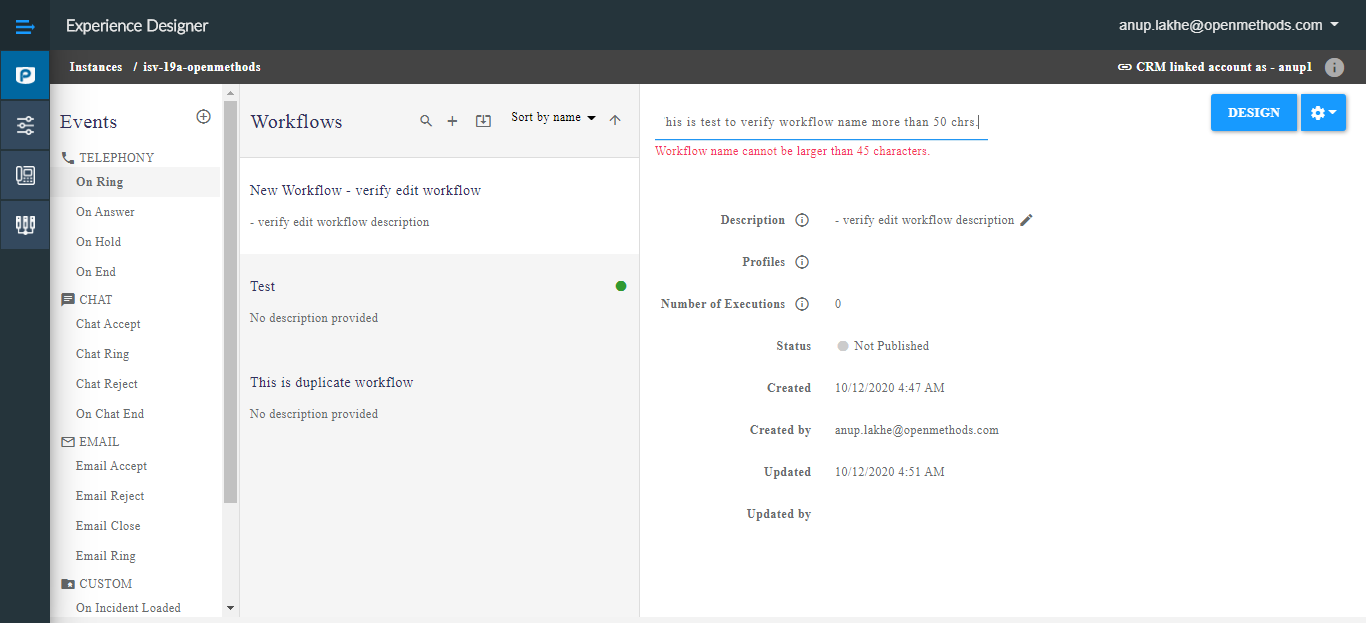 Experience Designer
anup.lakhe@openmethods.com
Instances / isv-19a-openmethods
CRM linked account as - anup1
Events
TELEPHONY
On Ring
On Answer
On Hold
On End
CHAT
Chat Accept
Chat Ring
Chat Reject
On Chat End
EMAIL
Email Accept
Email Reject
Email Close
Email Ring
CUSTOM
On Incident Loaded
Workflows
Sort by name
New Workflow - verify edit workflow
- verify edit workflow description
Test
No description provided
This is duplicate workflow
No description provided
his is test to verify workflow name more than 50 chrs.
Workflow name cannot be larger than 45 characters.
DESIGN
Description - verify edit workflow description
Profiles
Number of Executions 0
Status Not Published
Created 10/12/2020 4:47 AM
Created by anup.lakhe@openmethods.com
Updated 10/12/2020 4:51 AM
Updated by